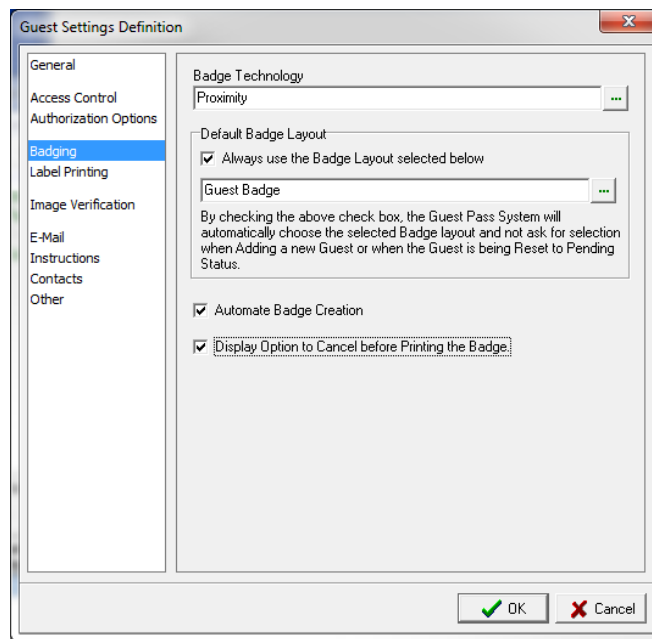 Guest Settings Definition
General
Access Control
Authorization Options
Badging
Label Printing
Image Verification
E-Mail
Instructions
Contacts
Other
Badge Technology
Proximity
...
Default Badge Layout
Always use the Badge Layout selected below
Guest Badge
...
By checking the above check box, the Guest Pass System will
automatically choose the selected Badge layout and not ask for selection
when Adding a new Guest or when the Guest is being Reset to Pending
Status.
Automate Badge Creation
Display Option to Cancel before Printing the Badge.
OK
Cancel